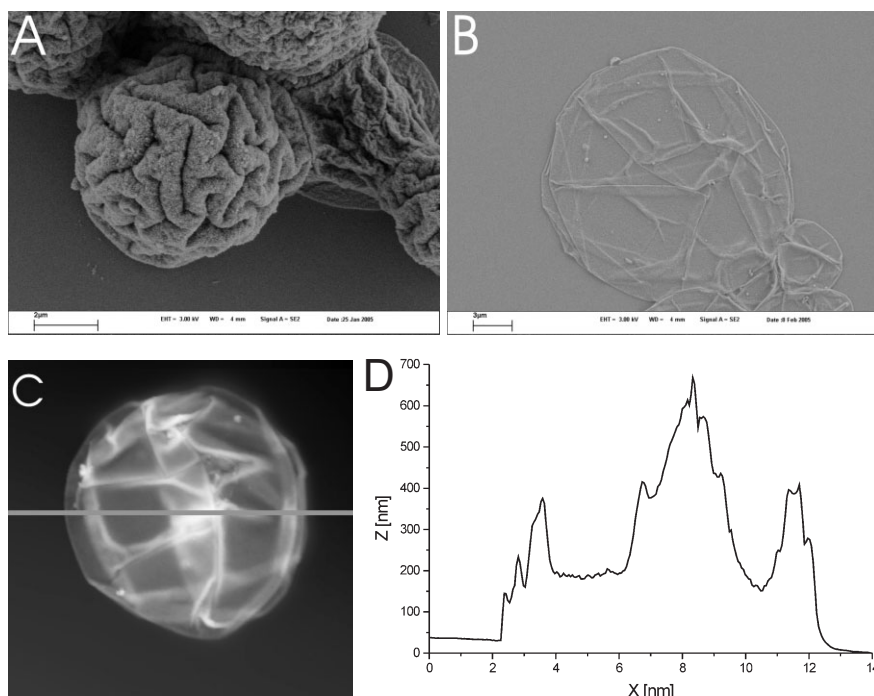 A
2µm
EHT = 3.00 kV WD = 4 mm Signal A = SE2 Date :25 Jan 2005
B
3µm
EHT = 3.00 kV WD = 4 mm Signal A = SE2 Date :8 Feb 2005
C
D
700
600
500
400
300
200
100
0
Z [nm]
0 2 4 6 8 10 12 14
X [nm]